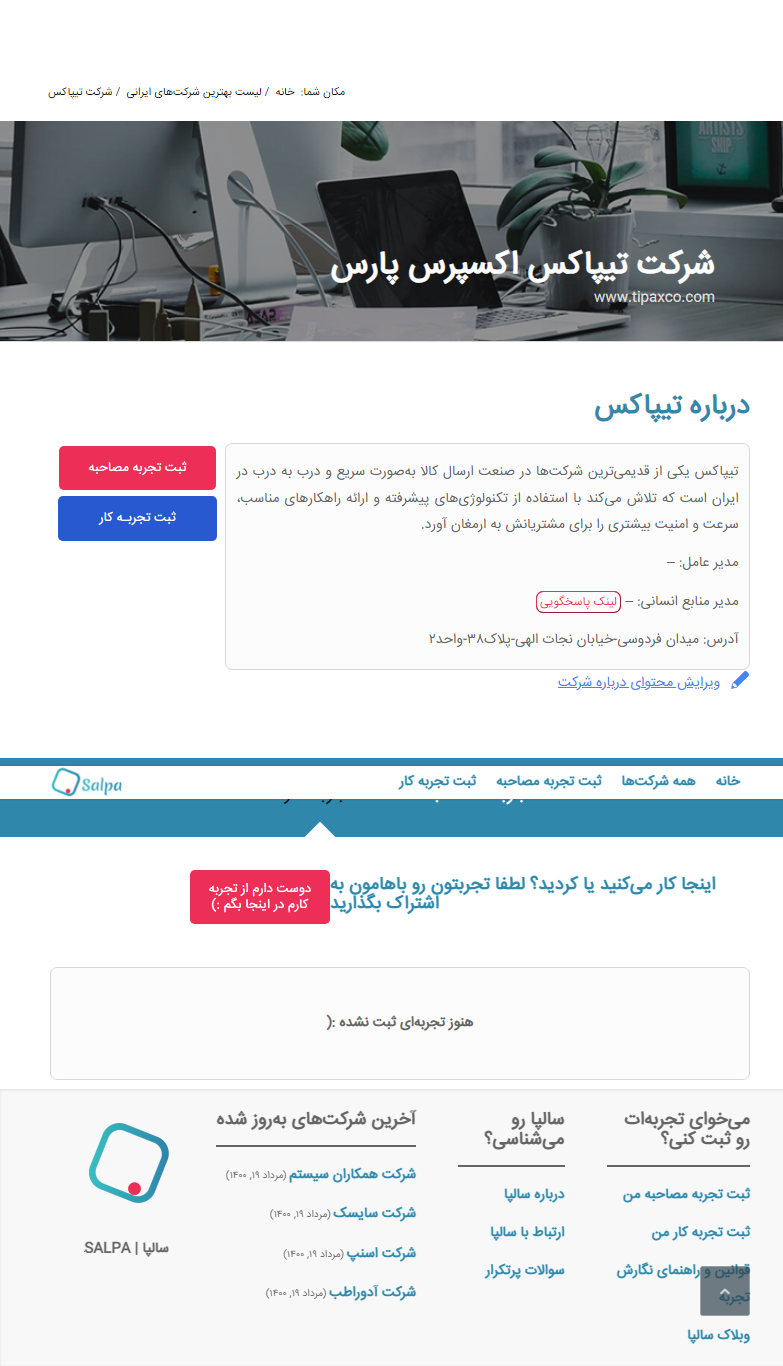 مکان شما: خانه / لیست بهترین شرکت‌های ایرانی / شرکت تیپاکس
ARTISTS
SHIP
شرکت تیپاکس اکسپرس پارس
www.tipaxco.com
درباره تیپاکس
تیپاکس یکی از قدیمی‌ترین شرکت‌ها در صنعت ارسال کالا به‌صورت سریع و درب به درب در
ایران است که تلاش می‌کند با استفاده از تکنولوژی‌های پیشرفته و ارائه راهکارهای مناسب،
سرعت و امنیت بیشتری را برای مشتریانش به ارمغان آورد.
مدیر عامل: –
مدیر منابع انسانی: – لینک پاسخگویی
آدرس: میدان فردوسی-خیابان نجات الهی-پلاک۳۸-واحد۲
ویرایش محتوای درباره شرکت
ثبت تجربه مصاحبه
ثبت تجربـه کار
خانه
همه شرکت‌ها
ثبت تجربه مصاحبه
ثبت تجربه کار
Salpa
اینجا کار می‌کنید یا کردید؟ لطفا تجربتون رو باهامون به
اشتراک بگذارید
دوست دارم از تجربه
کارم در اینجا بگم :)
هنوز تجربه‌ای ثبت نشده :(
می‌خوای تجربه‌ات
رو ثبت کنی؟
ثبت تجربه مصاحبه من
ثبت تجربه کار من
قوانین و راهنمای نگارش
تجربه
وبلاگ سالپا
سالپا رو
می‌شناسی؟
درباره سالپا
ارتباط با سالپا
سوالات پرتکرار
آخرین شرکت‌های به‌روز شده
شرکت همکاران سیستم (مرداد ۱۹, ۱۴۰۰)
شرکت سایسک (مرداد ۱۹, ۱۴۰۰)
شرکت اسنپ (مرداد ۱۹, ۱۴۰۰)
شرکت آدوراطب (مرداد ۱۹, ۱۴۰۰)
سالپا | SALPA